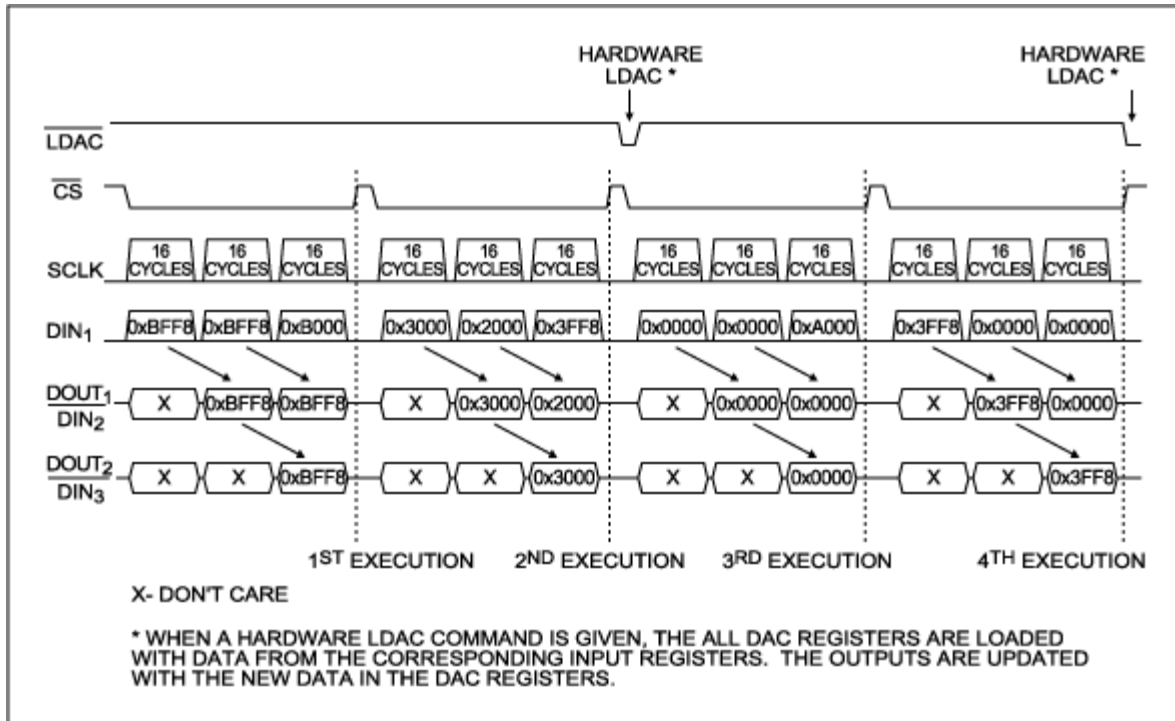 HARDWARE LDAC *
HARDWARE LDAC *
LDAC
CS
SCLK 16 CYCLES 16 CYCLES 16 CYCLES 16 CYCLES 16 CYCLES 16 CYCLES 16 CYCLES 16 CYCLES 16 CYCLES 16 CYCLES 16 CYCLES 16 CYCLES
DIN1 0xBFF8 0xBFF8 0xB000 0x3000 0x2000 0x3FF8 0x0000 0x0000 0xA000 0x3FF8 0x0000 0x0000
DOUT1
DIN2 X 0xBFF8 0xBFF8 X 0x3000 0x2000 X 0x0000 0x0000 X 0x3FF8 0x0000
DOUT2
DIN3 X X 0xBFF8 X X 0x3000 X X 0x0000 X X 0x3FF8
1ST EXECUTION 2ND EXECUTION 3RD EXECUTION 4TH EXECUTION
X- DON'T CARE
* WHEN A HARDWARE LDAC COMMAND IS GIVEN, THE ALL DAC REGISTERS ARE LOADED
WITH DATA FROM THE CORRESPONDING INPUT REGISTERS. THE OUTPUTS ARE UPDATED
WITH THE NEW DATA IN THE DAC REGISTERS.